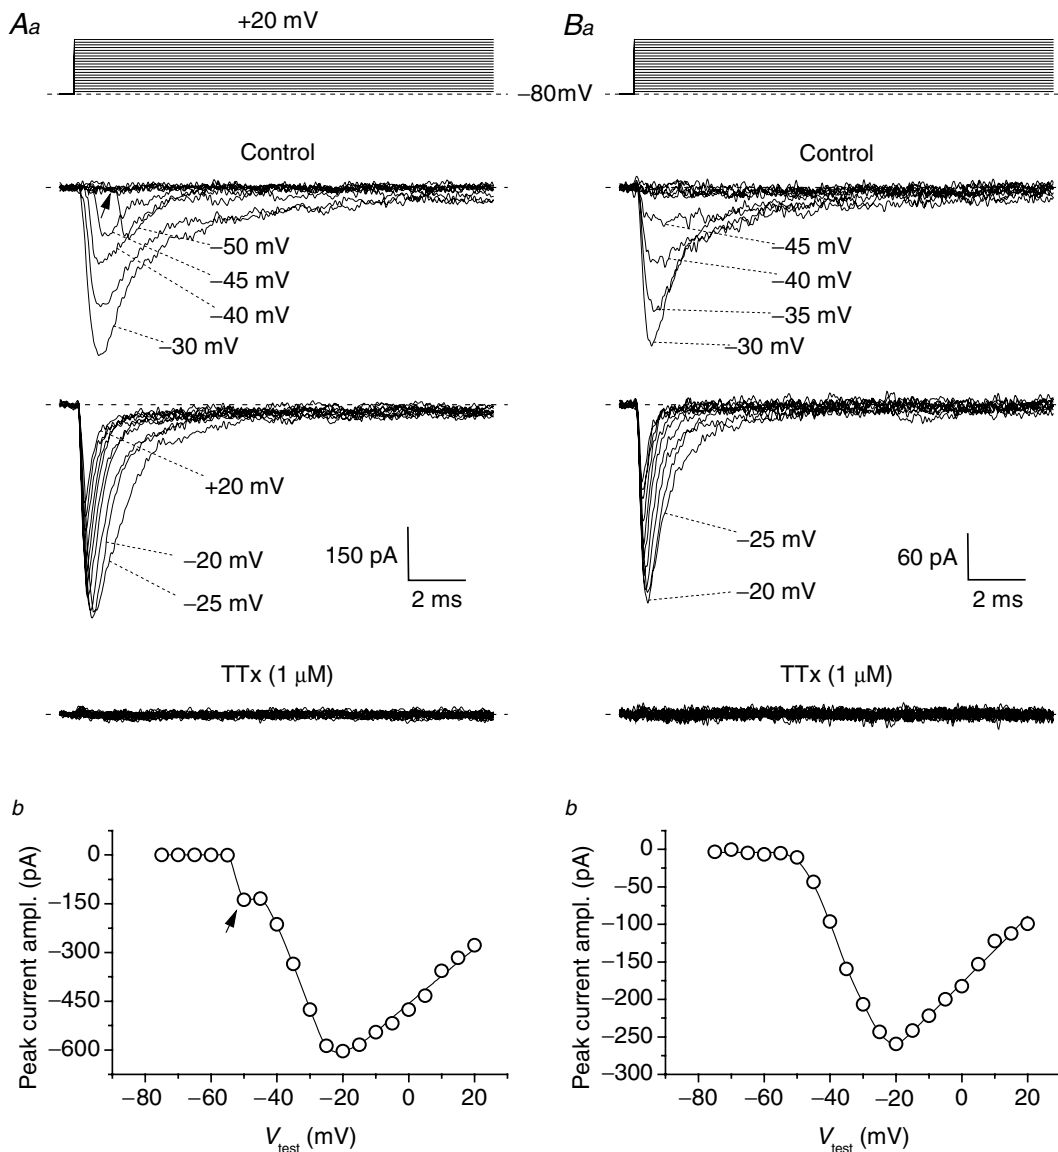 Aa
+20 mV
Ba
−80mV
Control
−50 mV
−45 mV
−40 mV
−30 mV
Control
−45 mV
−40 mV
−35 mV
−30 mV
+20 mV
−20 mV
−25 mV
150 pA
2 ms
−25 mV
−20 mV
60 pA
2 ms
TTx (1 μM)
TTx (1 μM)
b
Peak current ampl. (pA)
0
−150
−300
−450
−600
−80 −60 −40 −20 0 20
Vtest (mV)
b
Peak current ampl. (pA)
0
−50
−100
−150
−200
−250
−300
−80 −60 −40 −20 0 20
Vtest (mV)